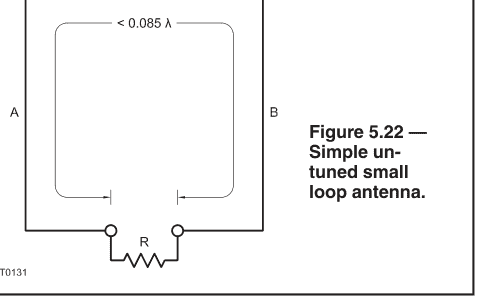 < 0.085 λ
A
B
Figure 5.22 —
Simple un-
tuned small
loop antenna.
R
T0131